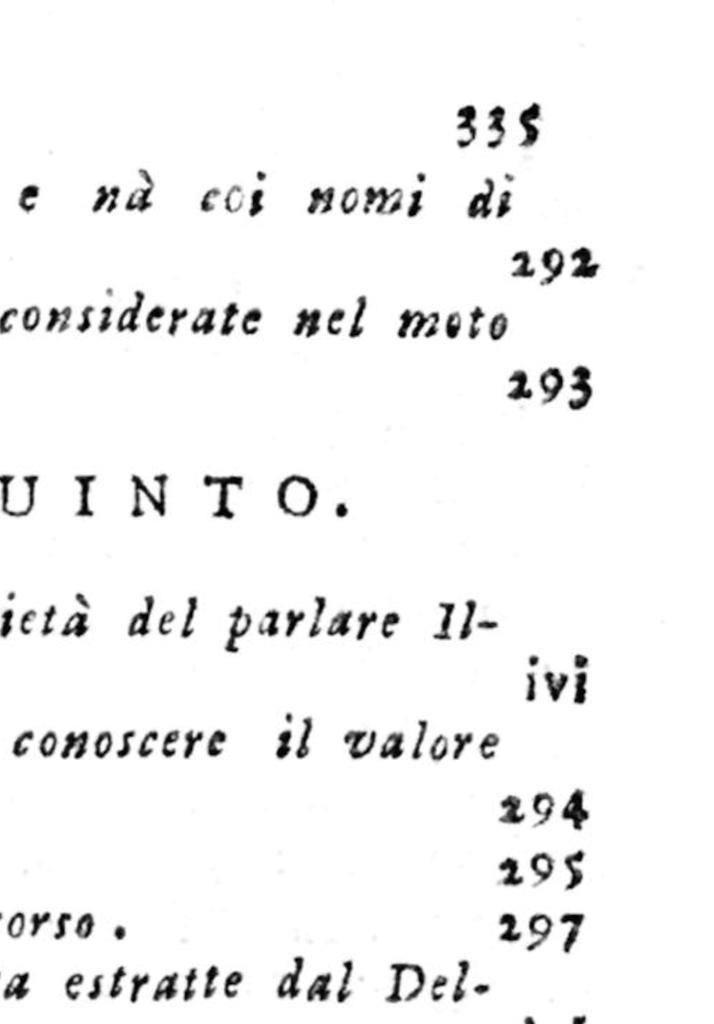 335
e nà coi nomi di
292
considerate nel moto
293
UINTO.
ietà del parlare Il-
ivi
conoscere il valore
294
295
orso. 297
a estratte dal Del-